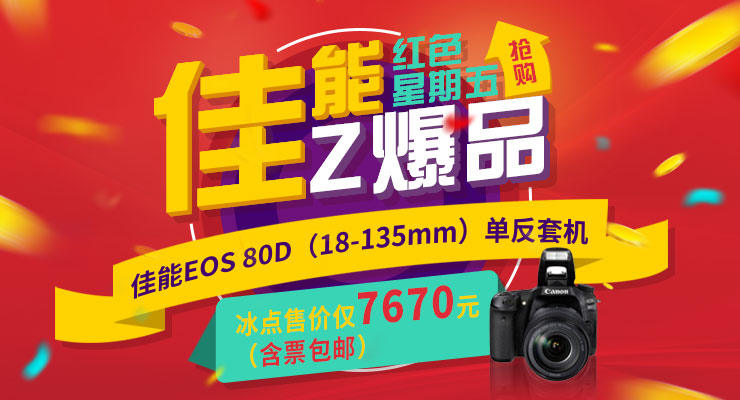 佳能
红色
星期五
抢购
Z爆品
佳能EOS 80D（18-135mm）单反套机
冰点售价仅7670元
（含票包邮）
Canon